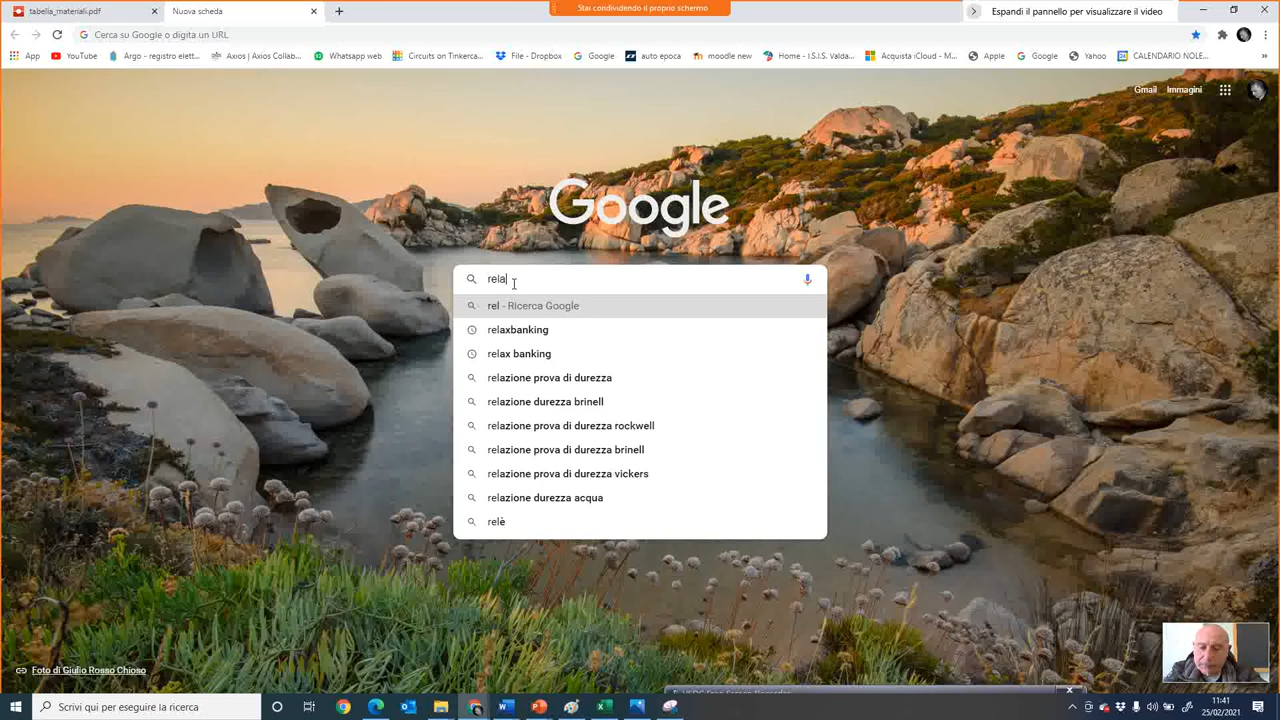 tabella_materiali.pdf
Nuova scheda
Stai condividendo il proprio schermo
Espandi il pannello per visualizzare il video
Cerca su Google o digita un URL
App
YouTube
Argo - registro elett...
Axios | Axios Collab...
Whatsapp web
Circuits on Tinkerca...
File - Dropbox
Google
auto epoca
moodle new
Home - I.S.I.S. Valda...
Acquista iCloud - M...
Apple
Google
Yahoo
CALENDARIO NOLE...
»
Gmail
Immagini
Google
rela
rel - Ricerca Google
relaxbanking
relax banking
relazione prova di durezza
relazione durezza brinell
relazione prova di durezza rockwell
relazione prova di durezza brinell
relazione prova di durezza vickers
relazione durezza acqua
relè
Foto di Giulio Rosso Chioso
Scrivi qui per eseguire la ricerca
11:41
25/02/2021